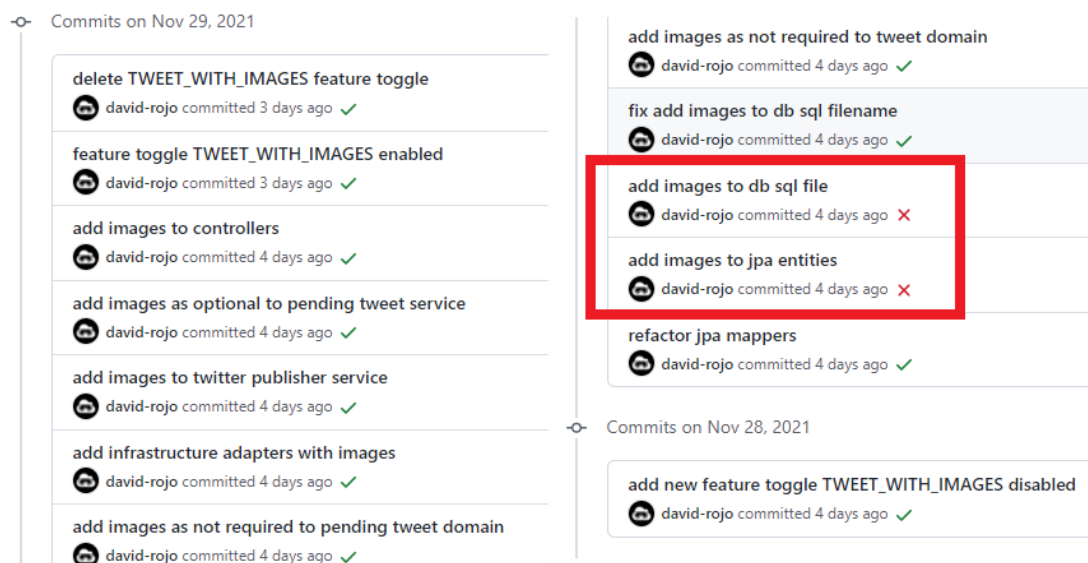 Commits on Nov 29, 2021
delete TWEET_WITH_IMAGES feature toggle
david-rojo committed 3 days ago
feature toggle TWEET_WITH_IMAGES enabled
david-rojo committed 3 days ago
add images to controllers
david-rojo committed 4 days ago
add images as optional to pending tweet service
david-rojo committed 4 days ago
add images to twitter publisher service
david-rojo committed 4 days ago
add infrastructure adapters with images
david-rojo committed 4 days ago
add images as not required to pending tweet domain
david-rojo committed 4 days ago
add images as not required to tweet domain
david-rojo committed 4 days ago
fix add images to db sql filename
david-rojo committed 4 days ago
add images to db sql file
david-rojo committed 4 days ago
add images to jpa entities
david-rojo committed 4 days ago
refactor jpa mappers
david-rojo committed 4 days ago
Commits on Nov 28, 2021
add new feature toggle TWEET_WITH_IMAGES disabled
david-rojo committed 4 days ago